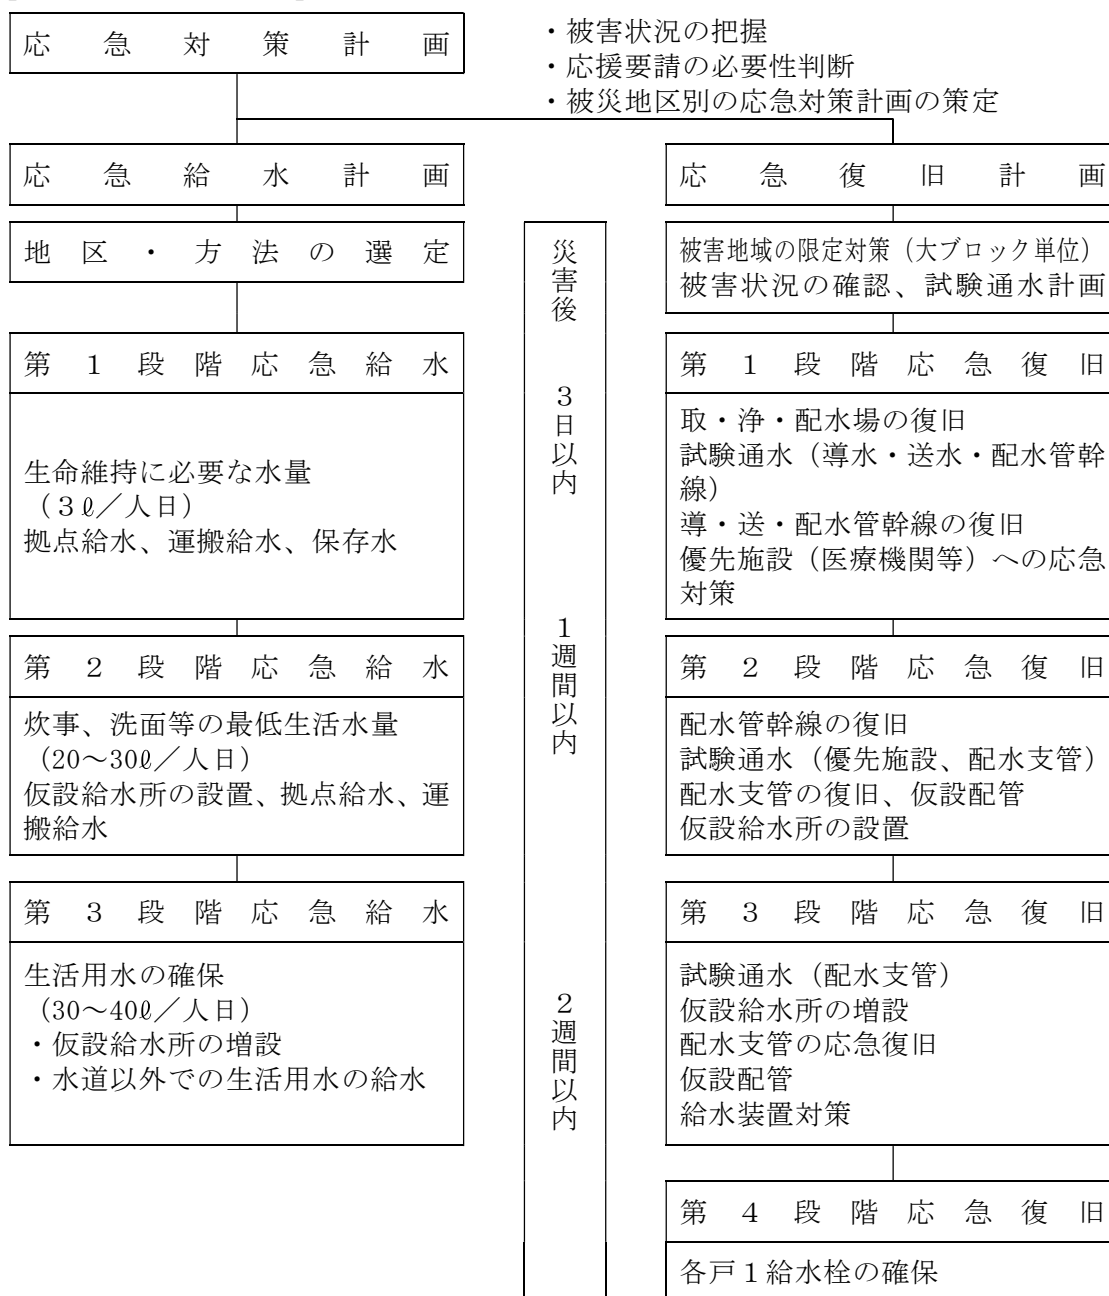 応急対策計画
・被害状況の把握
・応援要請の必要性判断
・被災地区別の応急対策計画の策定
応急給水計画
地区・方法の選定
第１段階応急給水
生命維持に必要な水量
（３ℓ／人日）
拠点給水、運搬給水、保存水
第２段階応急給水
炊事、洗面等の最低生活水量
（20～30ℓ／人日）
仮設給水所の設置、拠点給水、運
搬給水
第３段階応急給水
生活用水の確保
（30～40ℓ／人日）
・仮設給水所の増設
・水道以外での生活用水の給水
災害後
３日以内
１週間以内
２週間以内
応急復旧計画
被害地域の限定対策（大ブロック単位）
被害状況の確認、試験通水計画
第１段階応急復旧
取・浄・配水場の復旧
試験通水（導水・送水・配水管幹
線）
導・送・配水管幹線の復旧
優先施設（医療機関等）への応急
対策
第２段階応急復旧
配水管幹線の復旧
試験通水（優先施設、配水支管）
配水支管の復旧、仮設配管
仮設給水所の設置
第３段階応急復旧
試験通水（配水支管）
仮設給水所の増設
配水支管の応急復旧
仮設配管
給水装置対策
第４段階応急復旧
各戸１給水栓の確保